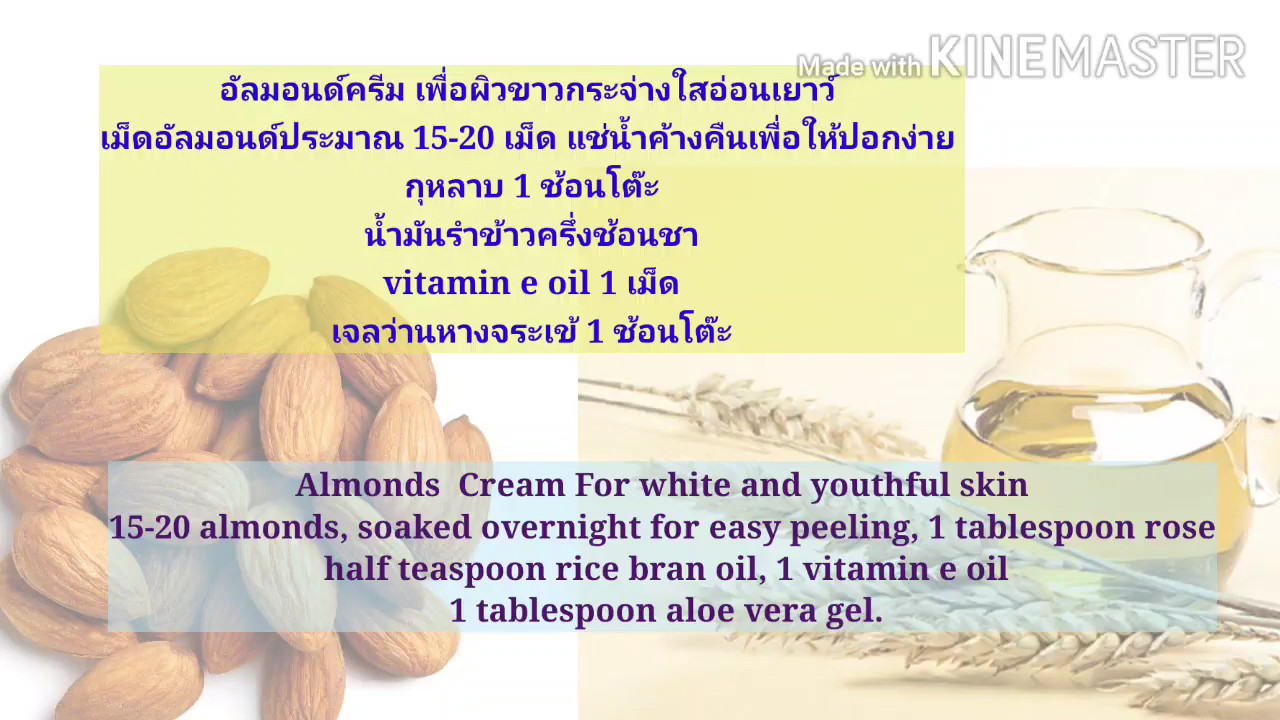 Made with KINEMASTER
อัลมอนด์ครีม เพื่อผิวขาวกระจ่างใสอ่อนเยาว์
เม็ดอัลมอนด์ประมาณ 15-20 เม็ด แช่น้ำค้างคืนเพื่อให้ปอกง่าย
กุหลาบ 1 ช้อนโต๊ะ
น้ำมันรำข้าวครึ่งช้อนชา
vitamin e oil 1 เม็ด
เจลว่านหางจระเข้ 1 ช้อนโต๊ะ
Almonds  Cream For white and youthful skin
15-20 almonds, soaked overnight for easy peeling, 1 tablespoon rose
half teaspoon rice bran oil, 1 vitamin e oil
1 tablespoon aloe vera gel.